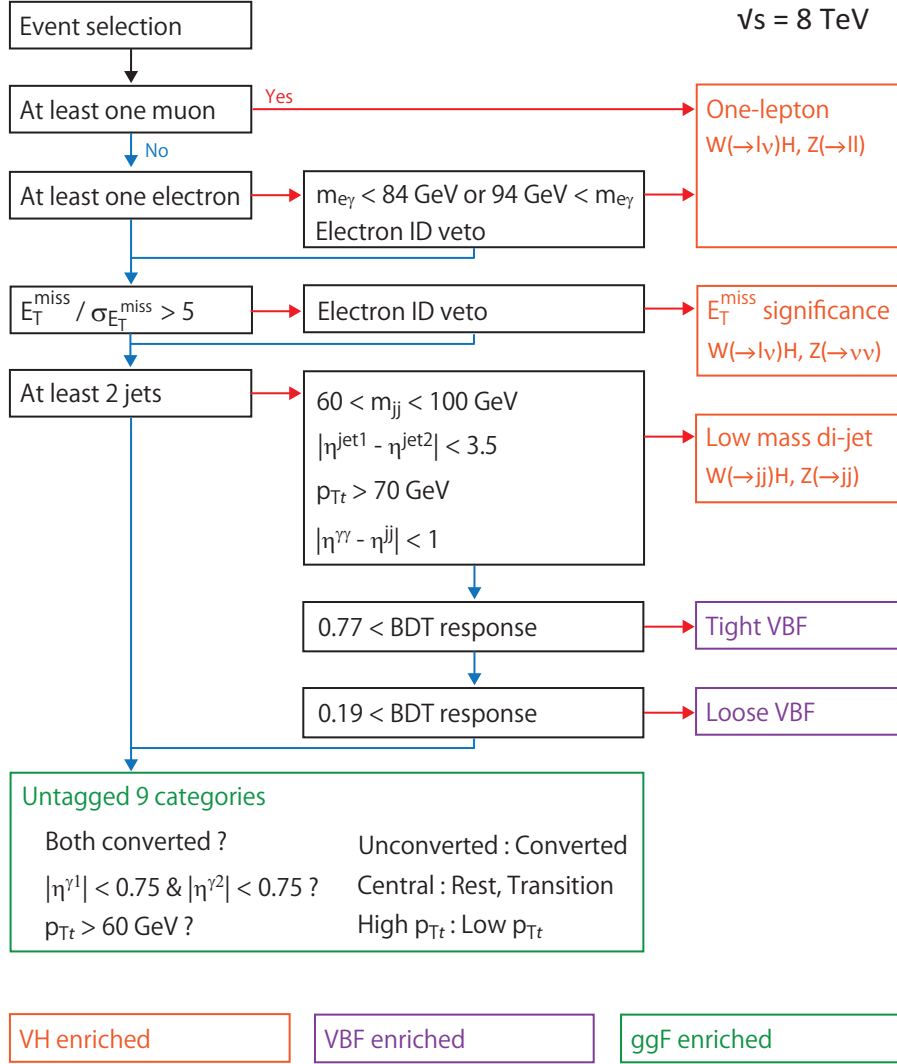 √s = 8 TeV
Event selection
At least one muon
Yes
One-lepton
W(→lν)H, Z(→ll)
No
At least one electron
m_eγ < 84 GeV or 94 GeV < m_eγ
Electron ID veto
E_T^miss / σ_E_T^miss > 5
Electron ID veto
E_T^miss significance
W(→lν)H, Z(→νν)
At least 2 jets
60 < m_jj < 100 GeV
|η^jet1 - η^jet2| < 3.5
p_Tt > 70 GeV
|η^γγ - η^jj| < 1
Low mass di-jet
W(→jj)H, Z(→jj)
0.77 < BDT response
Tight VBF
0.19 < BDT response
Loose VBF
Untagged 9 categories
Both converted ?
Unconverted : Converted
|η^γ1| < 0.75 & |η^γ2| < 0.75 ?
Central : Rest, Transition
p_Tt > 60 GeV ?
High p_Tt : Low p_Tt
VH enriched
VBF enriched
ggF enriched